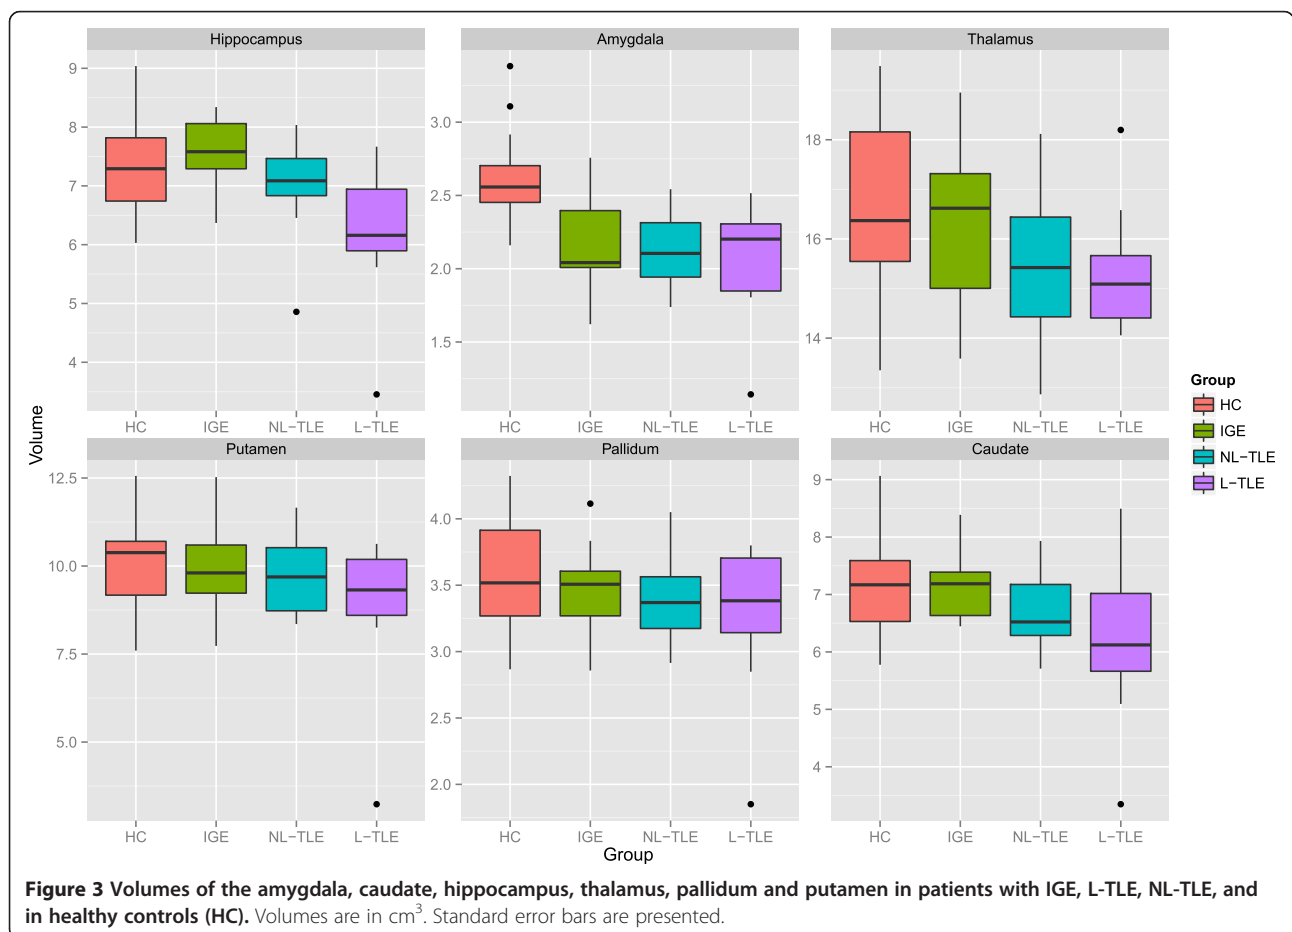 Hippocampus Amygdala Thalamus
9
8
7
6
5
4
3.0
2.5
2.0
1.5
18
16
14
HC IGE NL−TLE L−TLE HC IGE NL−TLE L−TLE HC IGE NL−TLE L−TLE
Volume
Putamen Pallidum Caudate
12.5
10.0
7.5
5.0
4.0
3.5
3.0
2.5
2.0
9
8
7
6
5
4
HC IGE NL−TLE L−TLE HC IGE NL−TLE L−TLE HC IGE NL−TLE L−TLE
Group
Group
HC
IGE
NL−TLE
L−TLE
Figure 3 Volumes of the amygdala, caudate, hippocampus, thalamus, pallidum and putamen in patients with IGE, L-TLE, NL-TLE, and
in healthy controls (HC). Volumes are in cm³. Standard error bars are presented.